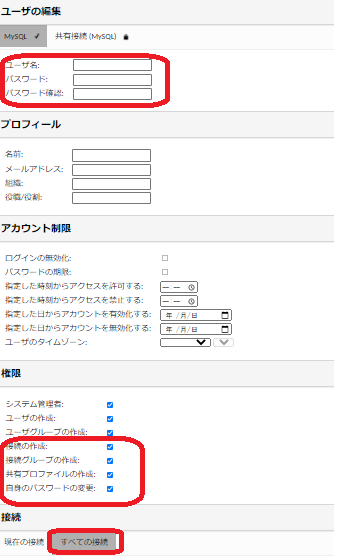 ユーザの編集
MySQL ✓ 共有接続 (MySQL)
ユーザ名:
パスワード:
パスワード確認:
プロフィール
名前:
メールアドレス:
組織:
役職/役割:
アカウント制限
ログインの無効化:
パスワードの期限:
指定した時刻からアクセスを許可する: --:--
指定した時刻からアクセスを禁止する: --:--
指定した日からアカウントを有効化する: 年 /月/日
指定した日からアカウントを無効化する: 年 /月/日
ユーザのタイムゾーン:
権限
システム管理者:
ユーザの作成:
ユーザグループの作成:
接続の作成:
接続グループの作成:
共有プロファイルの作成:
自身のパスワードの変更:
接続
現在の接続 すべての接続